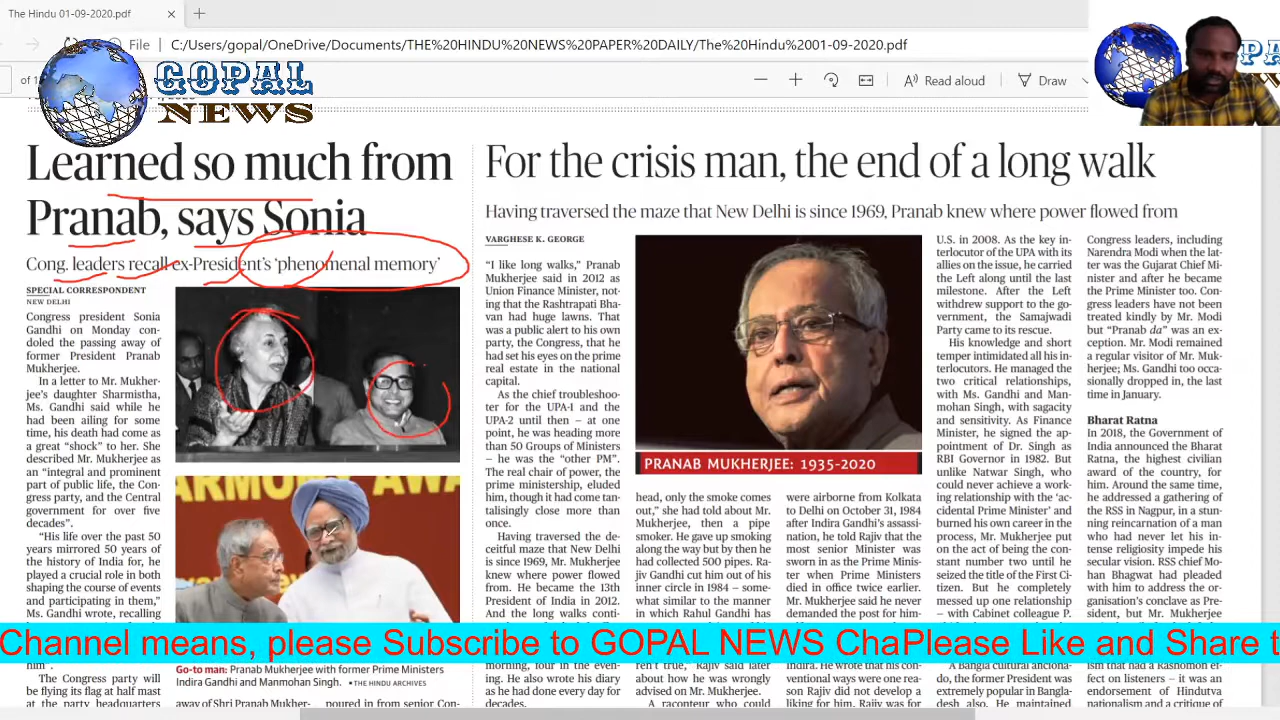 The Hindu 01-09-2020.pdf
File
C:/Users/gopal/OneDrive/Documents/THE%20HINDU%20NEWS%20PAPER%20DAILY/The%20Hindu%2001-09-2020.pdf
of 1
Read aloud
Draw
GOPAL
NEWS
Learned so much from
Pranab, says Sonia
Cong. leaders recall ex-President's 'phenomenal memory'
SPECIAL CORRESPONDENT
NEW DELHI
Congress president Sonia
Gandhi on Monday con-
doled the passing away of
former President Pranab
Mukherjee.
In a letter to Mr. Mukher-
jee's daughter Sharmistha,
Ms. Gandhi said while he
had been ailing for some
time, his death had come as
a great "shock" to her. She
described Mr. Mukherjee as
an "integral and prominent
part of public life, the Con-
gress party, and the Central
government for over five
decades".
"His life over the past 50
years mirrored 50 years of
the history of India for, he
played a crucial role in both
shaping the course of events
and participating in them,"
Ms. Gandhi wrote, recalling
him".
The Congress party will
be flying its flag at half mast
at the party headquarters
ARMONY AWA
Go-to man: Pranab Mukherjee with former Prime Ministers
Indira Gandhi and Manmohan Singh. • THE HINDU ARCHIVES
away of Shri Pranab Mukher-
poured in from senior Con-
For the crisis man, the end of a long walk
Having traversed the maze that New Delhi is since 1969, Pranab knew where power flowed from
VARGHESE K. GEORGE
"I like long walks," Pranab
Mukherjee said in 2012 as
Union Finance Minister, not-
ing that the Rashtrapati Bha-
van had huge lawns. That
was a public alert to his own
party, the Congress, that he
had set his eyes on the prime
real estate in the national
capital.
As the chief troubleshoo-
ter for the UPA-1 and the
UPA-2 until then – at one
point, he was heading more
than 50 Groups of Ministers
– he was the "other PM".
The real chair of power, the
prime ministership, eluded
him, though it had come tan-
talisingly close more than
once.
Having traversed the de-
ceitful maze that New Delhi
is since 1969, Mr. Mukherjee
knew where power flowed
from. He became the 13th
President of India in 2012.
And the long walks conti-
morning, four in the even-
ing. He also wrote his diary
as he had done every day for
decades.
PRANAB MUKHERJEE: 1935-2020
head, only the smoke comes
out," she had told about Mr.
Mukherjee, then a pipe
smoker. He gave up smoking
along the way but by then he
had collected 500 pipes. Ra-
jiv Gandhi cut him out of his
inner circle in 1984 – some-
what similar to the manner
in which Rahul Gandhi has
ren't true," Rajiv said later
about how he was wrongly
advised on Mr. Mukherjee.
A raconteur who could
were airborne from Kolkata
to Delhi on October 31, 1984
after Indira Gandhi's assassi-
nation, he told Rajiv that the
most senior Minister was
sworn in as the Prime Minis-
ter when Prime Ministers
died in office twice earlier.
Mr. Mukherjee said he never
demanded the post for him-
Indira. He wrote that his con-
ventional ways were one rea-
son Rajiv did not develop a
liking for him. Rajiv was for
U.S. in 2008. As the key in-
terlocutor of the UPA with its
allies on the issue, he carried
the Left along until the last
milestone. After the Left
withdrew support to the go-
vernment, the Samajwadi
Party came to its rescue.
His knowledge and short
temper intimidated all his in-
terlocutors. He managed the
two critical relationships,
with Ms. Gandhi and Man-
mohan Singh, with sagacity
and sensitivity. As Finance
Minister, he signed the ap-
pointment of Dr. Singh as
RBI Governor in 1982. But
unlike Natwar Singh, who
could never achieve a work-
ing relationship with the 'ac-
cidental Prime Minister' and
burned his own career in the
process, Mr. Mukherjee put
on the act of being the con-
stant number two until he
seized the title of the First Ci-
tizen. But he completely
messed up one relationship
– with Cabinet colleague P.
A Bangla cultural
do, the former President was
extremely popular in Bangla-
desh also. He maintained
Congress leaders, including
Narendra Modi when the lat-
ter was the Gujarat Chief Mi-
nister and after he became
the Prime Minister too. Con-
gress leaders have not been
treated kindly by Mr. Modi
but "Pranab da" was an ex-
ception. Mr. Modi remained
a regular visitor of Mr. Muk-
herjee; Ms. Gandhi too occa-
sionally dropped in, the last
time in January.
Bharat Ratna
In 2018, the Government of
India announced the Bharat
Ratna, the highest civilian
award of the country, for
him. Around the same time,
he addressed a gathering of
the RSS in Nagpur, in a stun-
ning reincarnation of a man
who had never let his in-
tense religiosity impede his
secular vision. RSS chief Mo-
han Bhagwat had pleaded
with him to address the or-
ganisation's conclave as Pre-
sident, but Mr. Mukherjee
ism that had a Rashomon ef-
fect on listeners – it was an
endorsement of Hindutva
nationalism and a critique of
Channel means, please Subscribe to GOPAL NEWS ChaPlease Like and Share t